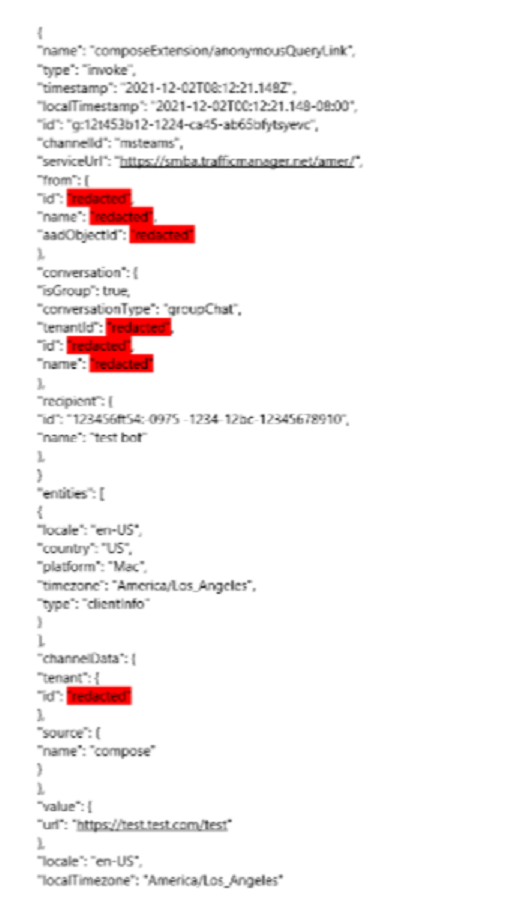 {
"name": "composeExtension/anonymousQueryLink",
"type": "invoke",
"timestamp": "2021-12-02T08:12:21.148Z",
"localTimestamp": "2021-12-02T00:12:21.148-08:00",
"id": "g:12t453b12-1224-ca45-ab65bfytsyevc",
"channelId": "msteams",
"serviceUrl": "https://smba.trafficmanager.net/amer/",
"from": {
"id": "redacted",
"name": "redacted",
"aadObjectId": "redacted"
},
"conversation": {
"isGroup": true,
"conversationType": "groupChat",
"tenantId": "redacted",
"id": "redacted",
"name": "redacted"
},
"recipient": {
"id": "123456ft54:-0975 -1234-12bc-12345678910",
"name": "test bot"
},
}
"entities": [
{
"locale": "en-US",
"country": "US",
"platform": "Mac",
"timezone": "America/Los_Angeles",
"type": "clientInfo"
}
],
"channelData": {
"tenant": {
"id": "redacted"
},
"source": {
"name": "compose"
}
},
"value": {
"url": "https://test.test.com/test"
},
"locale": "en-US",
"localTimezone": "America/Los_Angeles"